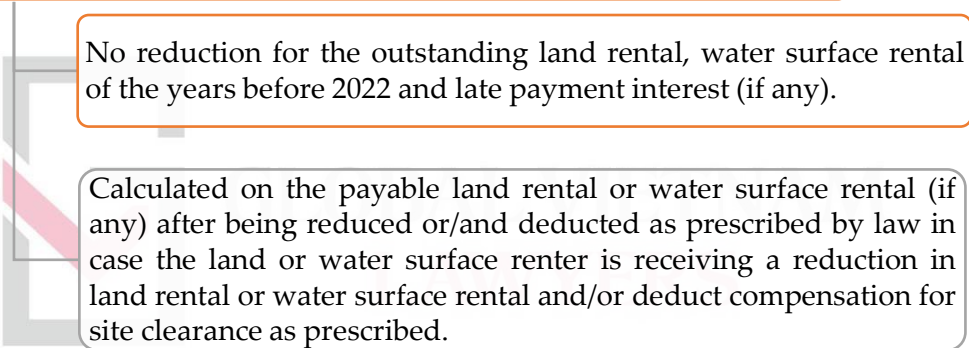 No reduction for the outstanding land rental, water surface rental
of the years before 2022 and late payment interest (if any).
Calculated on the payable land rental or water surface rental (if
any) after being reduced or/and deducted as prescribed by law in
case the land or water surface renter is receiving a reduction in
land rental or water surface rental and/or deduct compensation for
site clearance as prescribed.